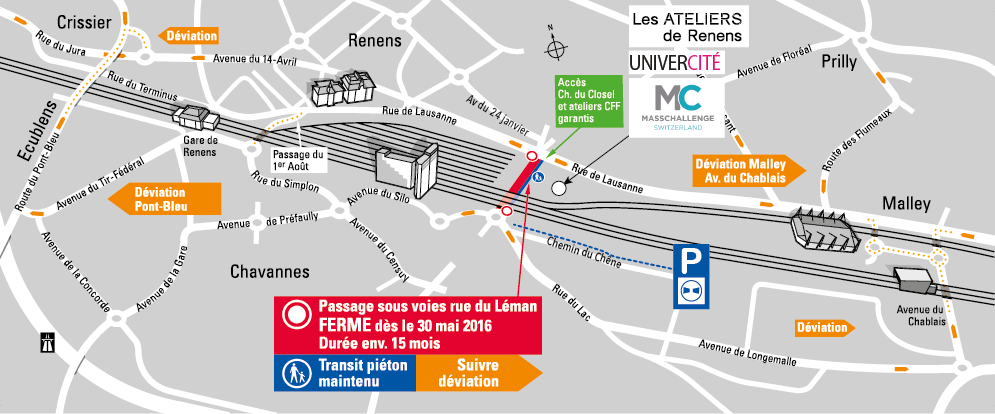 Crissier
Rue du Jura
Déviation
Avenue du 14-Avril
Renens
N
Les ATELIERS
de Renens
UNIVERCITÉ
MC
MASSCHALLENGE
SWITZERLAND
Avenue de Floréal
Prilly
Rue du Terminus
Accès
Ch. du Closel
et ateliers CFF
garantis
Av du 24 janvier
Rue de Lausanne
Ecublens
Route du Pont-Bleu
Gare de
Renens
Passage du
1er Août
Avenue du Tir-Fédéral
Rue du Simplon
Avenue du Silo
Rue de Lausanne
Déviation Malley
Av. du Chablais
Route des Flumeaux
Déviation
Pont-Bleu
Avenue de Préfaully
Malley
Avenue de la Concorde
Avenue de la Gare
Chavannes
Avenue du Censuy
Chemin du Chêne
P
Rue du Lac
Avenue du
Chablais
Déviation
Avenue de Longemalle
Passage sous voies rue du Léman
FERME dès le 30 mai 2016
Durée env. 15 mois
Transit piéton
maintenu
Suivre
déviation